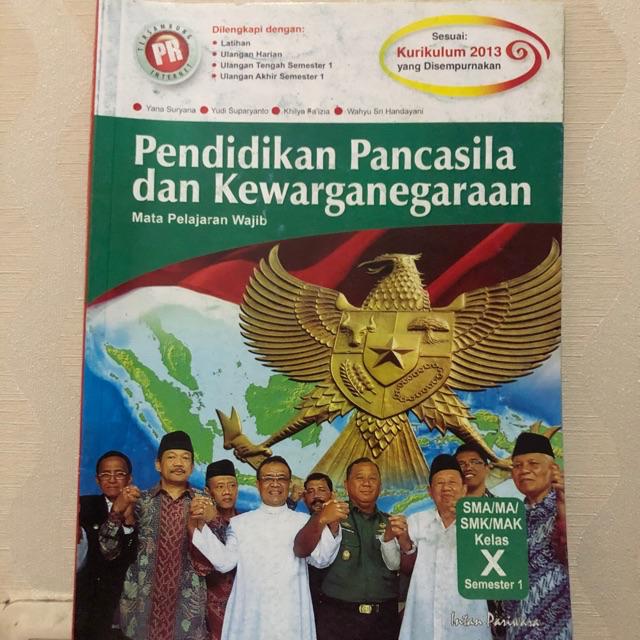 TERSAMBUNG
PR
INTERNET
Dilengkapi dengan:
• Latihan
• Ulangan Harian
• Ulangan Tengah Semester 1
• Ulangan Akhir Semester 1
Sesuai:
Kurikulum 2013
yang Disempurnakan
Yana Suryana Yudi Suparyanto Khilya Fa'izia Wahyu Sri Handayani
Pendidikan Pancasila
dan Kewarganegaraan
Mata Pelajaran Wajib
SMA/MA/
SMK/MAK
Kelas
X
Semester 1
Intan Pariwara